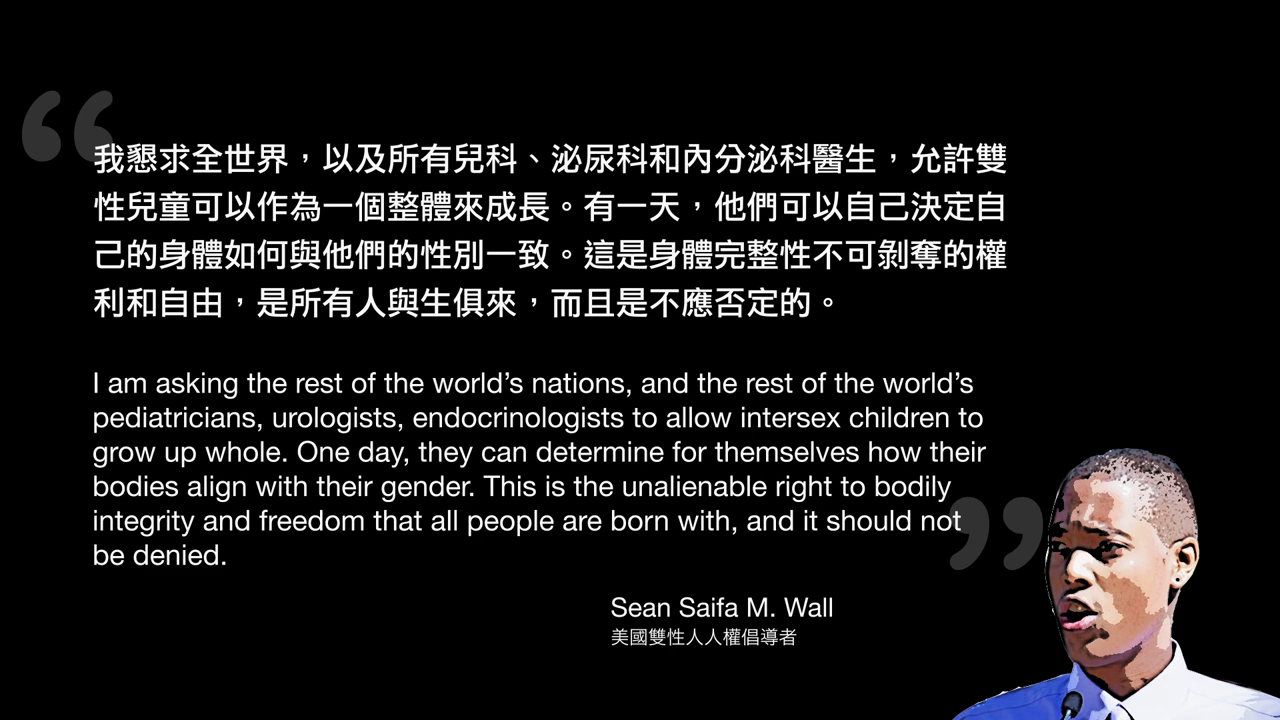 我懇求全世界，以及所有兒科、泌尿科和內分泌科醫生，允許雙
性兒童可以作為一個整體來成長。有一天，他們可以自己決定自
己的身體如何與他們的性別一致。這是身體完整性不可剝奪的權
利和自由，是所有人與生俱來，而且是不應否定的。
I am asking the rest of the world’s nations, and the rest of the world’s
pediatricians, urologists, endocrinologists to allow intersex children to
grow up whole. One day, they can determine for themselves how their
bodies align with their gender. This is the unalienable right to bodily
integrity and freedom that all people are born with, and it should not
be denied.
Sean Saifa M. Wall
美國雙性人人權倡導者